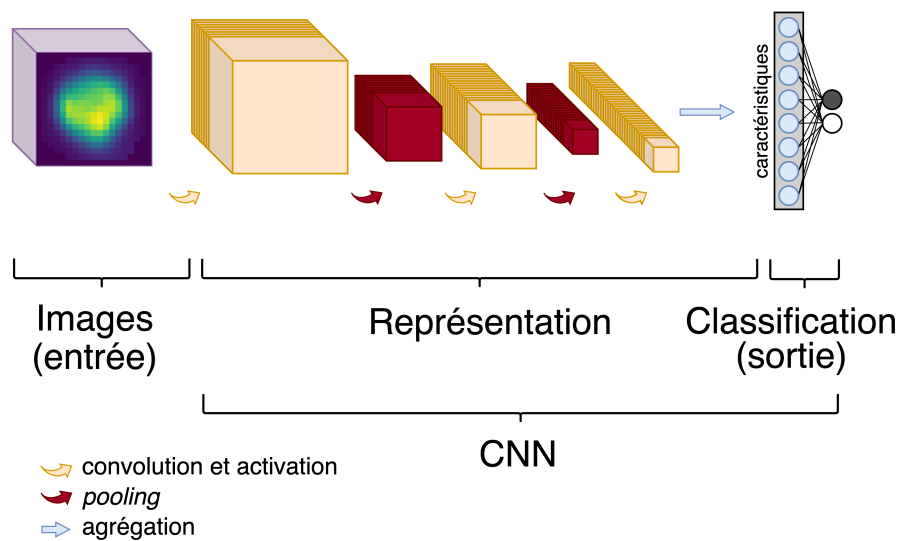 caractéristiques
Images
(entrée)
Représentation
Classification
(sortie)
CNN
convolution et activation
pooling
agrégation